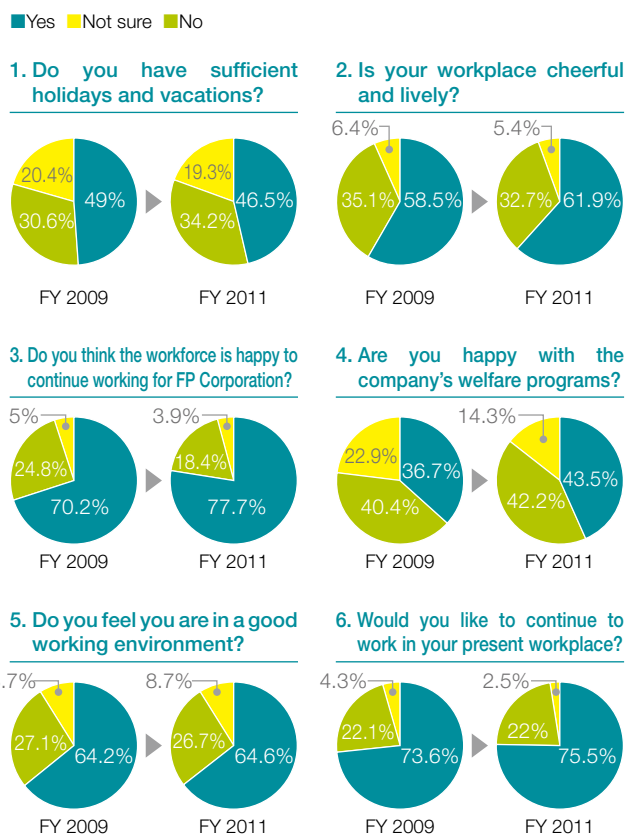 Yes Not sure No
1. Do you have sufficient
holidays and vacations?
20.4%
49%
30.6%
FY 2009
19.3%
46.5%
34.2%
FY 2011
2. Is your workplace cheerful
and lively?
6.4%
35.1%
58.5%
FY 2009
5.4%
32.7%
61.9%
FY 2011
3. Do you think the workforce is happy to
continue working for FP Corporation?
5%
24.8%
70.2%
FY 2009
3.9%
18.4%
77.7%
FY 2011
4. Are you happy with the
company's welfare programs?
22.9%
36.7%
40.4%
FY 2009
14.3%
43.5%
42.2%
FY 2011
5. Do you feel you are in a good
working environment?
.7%
27.1%
64.2%
FY 2009
8.7%
26.7%
64.6%
FY 2011
6. Would you like to continue to
work in your present workplace?
4.3%
22.1%
73.6%
FY 2009
2.5%
22%
75.5%
FY 2011